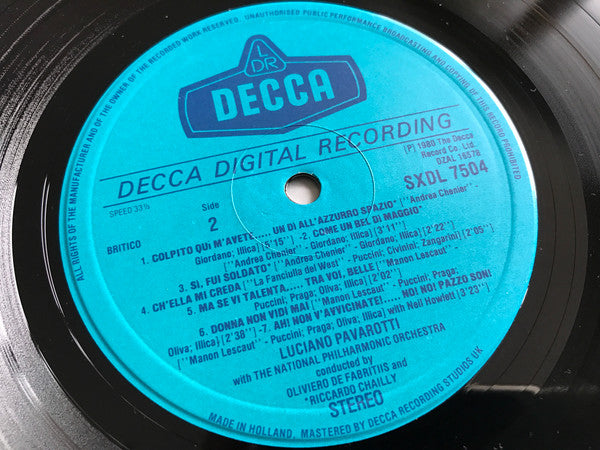 ALL RIGHTS OF THE MANUFACTURER AND OF THE OWNER OF THE RECORDED WORK RESERVED. UNAUTHORISED PUBLIC PERFORMANCE, BROADCASTING AND COPYING OF THIS RECORD PROHIBITED
L
DR
DECCA
DECCA DIGITAL RECORDING
SPEED 33⅓
Side
2
BRITICO
(P) 1980 The Decca
Record Co. Ltd.
DZAL 16578
SXDL 7504
1. COLPITO QUI M'AVETE..... UN DI ALL'AZZURRO SPAZIO ["Andrea Chenier" -
Giordano; Illica] [5'15"] -2. COME UN BEL DI MAGGIO*
["Andrea Chenier" - Giordano; Illica] [3'11"]
3. SI, FUI SOLDATO* ["Andrea Chenier" - Giordano, Illica] [2'22"]
4. CH'ELLA MI CREDA ["La Fanciulla del West" - Puccini; Civinini; Zangarini] [2'05"]
5. MA SE VI TALENTA..... TRA VOI, BELLE ["Manon Lescaut" -
Puccini; Praga; Oliva, Illica] [2'02"]
6. DONNA NON VIDI MAI ["Manon Lescaut" - Puccini; Praga;
Oliva; Illica] [2'38"] -7. AH! NON V'AVVICINATE!..... NO! NO! PAZZO SON!
["Manon Lescaut" - Puccini; Praga; Oliva; Illica] with Neil Howlett [3'23"]
LUCIANO PAVAROTTI
with THE NATIONAL PHILHARMONIC ORCHESTRA
conducted by
OLIVIERO DE FABRITIIS and
*RICCARDO CHAILLY
STEREO
MADE IN HOLLAND. MASTERED BY DECCA RECORDING STUDIOS UK